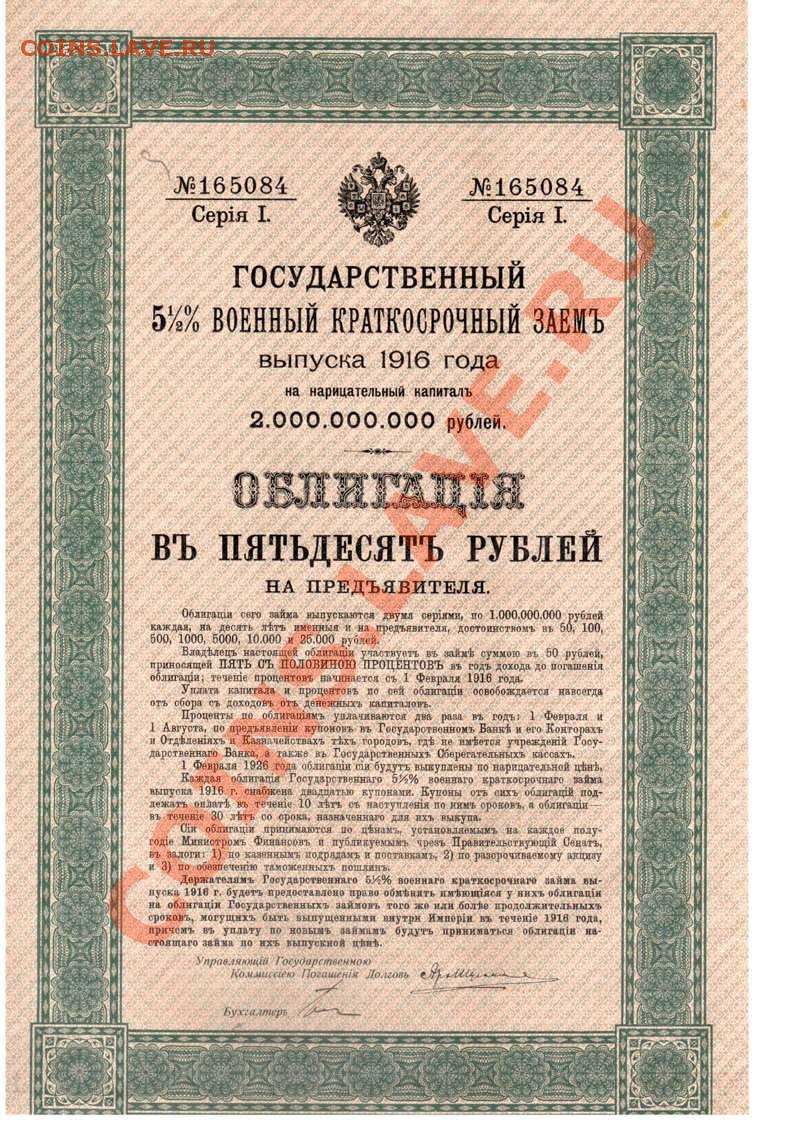 COINS.LAVE.RU
№165084
Серія I.
№165084
Серія I.
ГОСУДАРСТВЕННЫЙ
5½% ВОЕННЫЙ КРАТКОСРОЧНЫЙ ЗАЕМЪ
выпуска 1916 года
на нарицательный капиталъ
2.000.000.000 рублей.
ОБЛИГАЦІЯ
ВЪ ПЯТЬДЕСЯТЪ РУБЛЕЙ
НА ПРЕДЪЯВИТЕЛЯ.
Облигаціи сего займа выпускаются двумя серіями, по 1.000.000.000 рублей
каждая, на десять лѣтъ именныя и на предъявителя, достоинствомъ въ 50, 100,
500, 1000, 5000, 10.000 и 25.000 рублей.
Владѣлецъ настоящей облигаціи участвуетъ въ займѣ суммою въ 50 рублей,
приносящей ПЯТЬ СЪ ПОЛОВИНОЮ ПРОЦЕНТОВЪ въ годъ дохода до погашенія
облигаціи; теченіе процентовъ начинается съ 1 Февраля 1916 года.
Уплата капитала и процентовъ по сей облигаціи освобождается навсегда
отъ сбора съ доходовъ отъ денежныхъ капиталовъ.
Проценты по облигаціямъ уплачиваются два раза въ годъ: 1 Февраля и
1 Августа, по предъявленіи купоновъ въ Государственномъ Банкѣ и его Конторахъ
и Отдѣленіяхъ и Казначействахъ тѣхъ городовъ, гдѣ не имѣется учрежденій Госу-
дарственнаго Банка, а также въ Государственныхъ Сберегательныхъ кассахъ.
1 Февраля 1926 года облигаціи сіи будутъ выкуплены по нарицательной цѣнѣ.
Каждая облигація Государственнаго 5½% военнаго краткосрочнаго займа
выпуска 1916 г. снабжена двадцатью купонами. Купоны отъ сихъ облигацій под-
лежатъ оплатѣ въ теченіе 10 лѣтъ съ наступленія по нимъ сроковъ, а облигаціи—
въ теченіе 30 лѣтъ со срока, назначеннаго для ихъ выкупа.
Сіи облигаціи принимаются по цѣнамъ, установляемымъ на каждое полу-
годіе Министромъ Финансовъ и публикуемымъ чрезъ Правительствующій Сенатъ,
въ залоги: 1) по казеннымъ подрядамъ и поставкамъ, 2) по разсрочиваемому акцизу
и 3) по обезпеченію таможенныхъ пошлинъ.
Держателямъ Государственнаго 5½% военнаго краткосрочнаго займа вы-
пуска 1916 г. будетъ предоставлено право обмѣнять имѣющіяся у нихъ облигаціи
на облигаціи Государственныхъ займовъ того же или болѣе продолжительныхъ
сроковъ, могущихъ быть выпущенными внутри Имперіи въ теченіе 1916 года,
причемъ въ уплату по новымъ займамъ будутъ приниматься облигаціи на-
стоящаго займа по ихъ выпускной цѣнѣ.
Управляющій Государственною
Коммиссіею Погашенія Долговъ
Бухгалтеръ
COINS.LAVE.RU